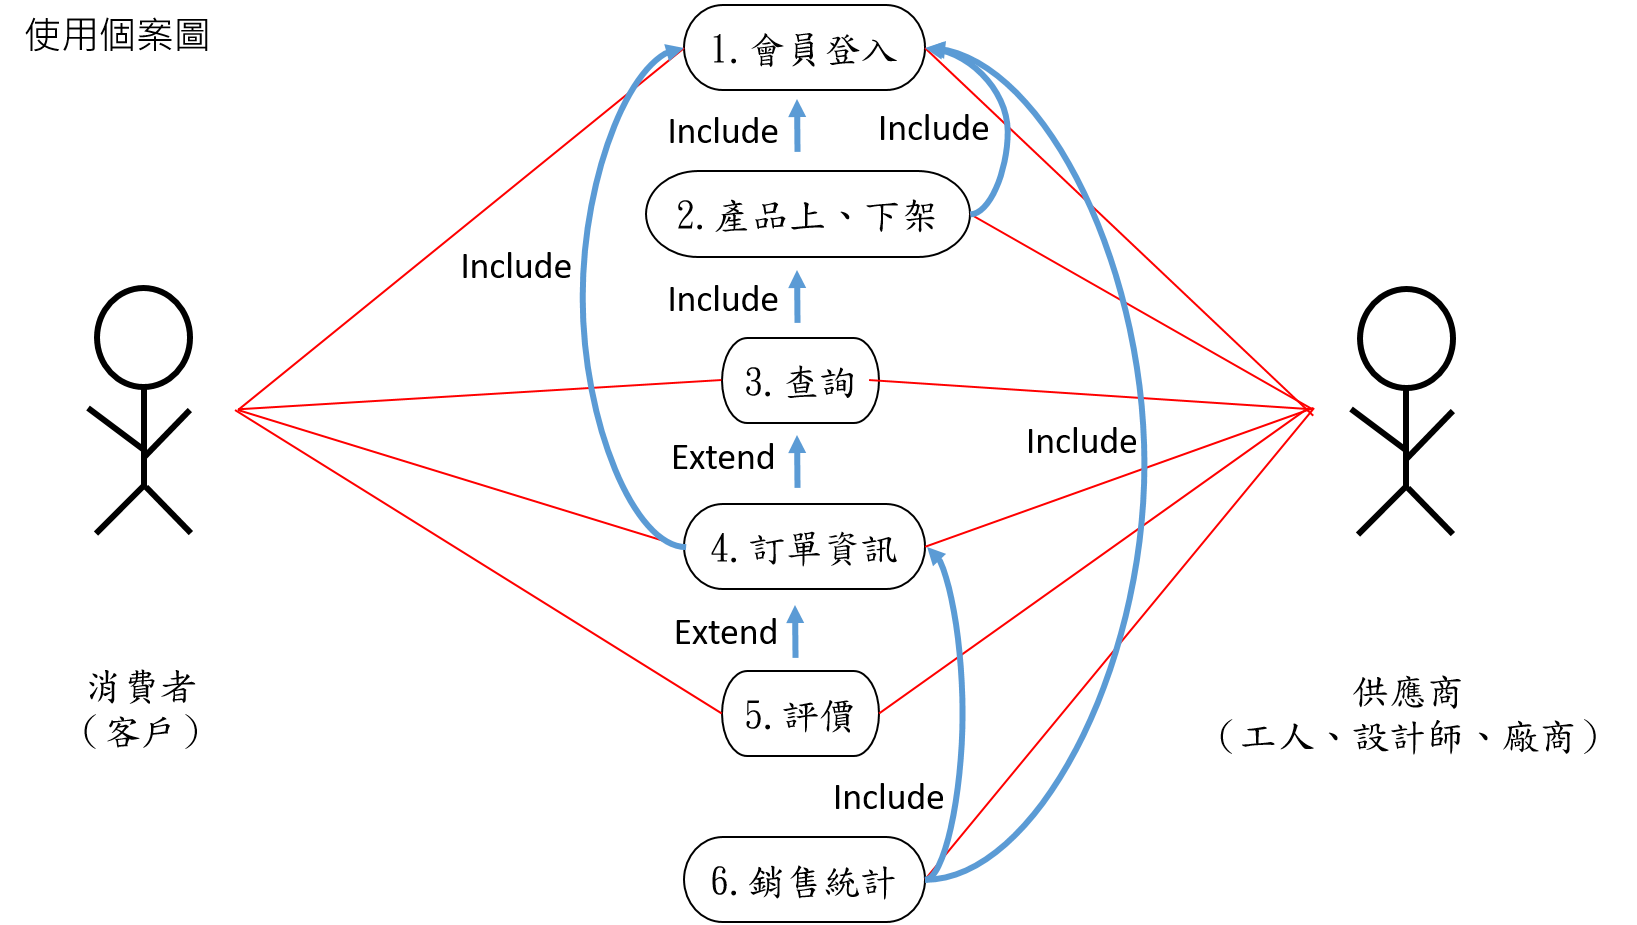 使用個案圖
1.會員登入
Include
Include
2.產品上、下架
Include
Include
3.查詢
Extend
Include
4.訂單資訊
Extend
消費者
（客戶）
5.評價
供應商
（工人、設計師、廠商）
Include
6.銷售統計